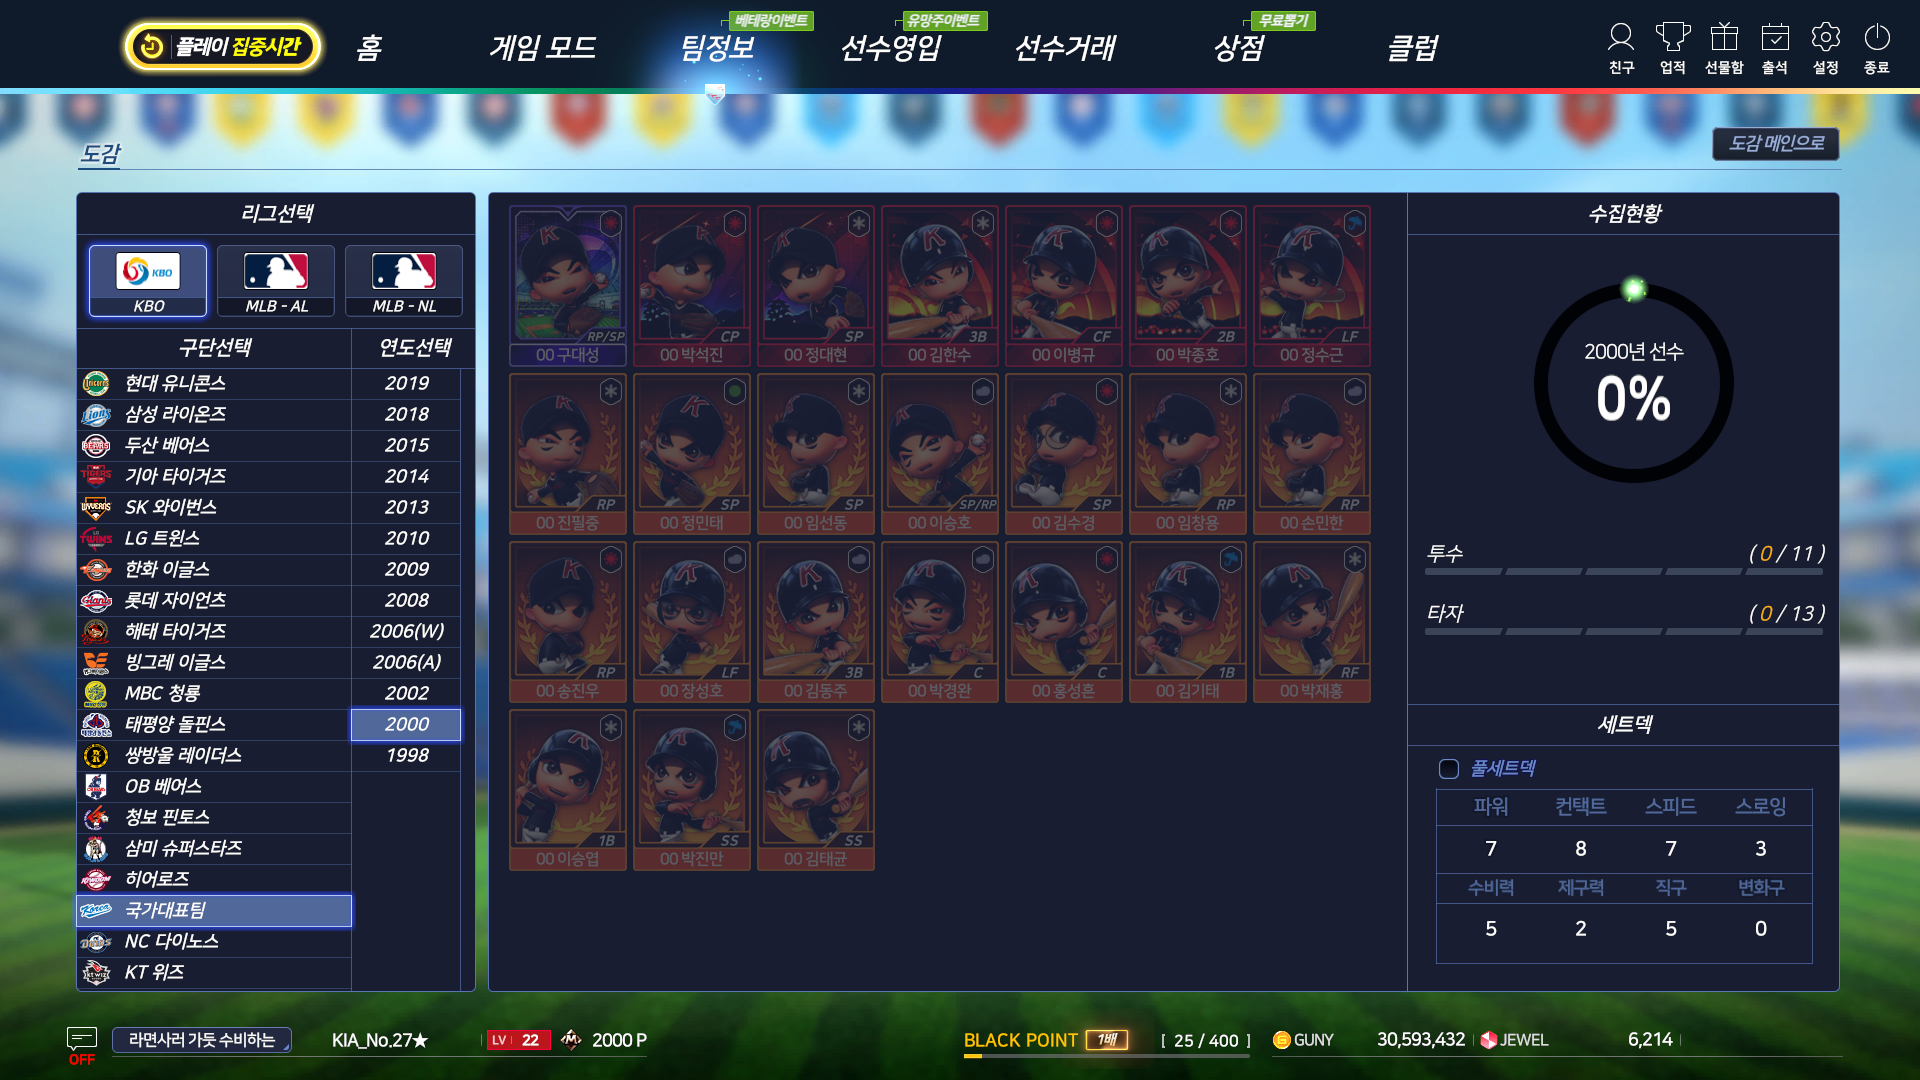 베테랑이벤트 유망주이벤트 무료뽑기
플레이 집중시간 홈 게임 모드 팀정보 선수영입 선수거래 상점 클럽
친구 업적 선물함 출석 설정 종료
도감
도감 메인으로
리그선택
KBO
KBO MLB - AL MLB - NL
구단선택 연도선택
현대 유니콘스 2019
삼성 라이온즈 2018
두산 베어스 2015
기아 타이거즈 2014
SK 와이번스 2013
LG 트윈스 2010
한화 이글스 2009
롯데 자이언츠 2008
해태 타이거즈 2006(W)
빙그레 이글스 2006(A)
MBC 청룡 2002
태평양 돌핀스 2000
쌍방울 레이더스 1998
OB 베어스
청보 핀토스
삼미 슈퍼스타즈
히어로즈
국가대표팀
NC 다이노스
KT 위즈
RP/SP CP SP 3B CF 2B LF
00 구대성 00 박석진 00 정대현 00 김한수 00 이병규 00 박종호 00 정수근
RP SP SP SP/RP SP RP RP
00 진필중 00 정민태 00 임선동 00 이승호 00 김수경 00 임창용 00 손민한
RP LF 3B C C 1B RF
00 송진우 00 장성호 00 김동주 00 박경완 00 홍성흔 00 김기태 00 박재홍
1B SS SS
00 이승엽 00 박진만 00 김태균
수집현황
2000년 선수
0%
투수 ( 0 / 11 )
타자 ( 0 / 13 )
세트덱
풀세트덱
파워 컨택트 스피드 스로잉
7 8 7 3
수비력 제구력 직구 변화구
5 2 5 0
OFF
라면사러 가듯 수비하는 KIA_No.27★ LV 22 M 2000 P
BLACK POINT 1배 [ 25 / 400 ] GUNY 30,593,432 JEWEL 6,214